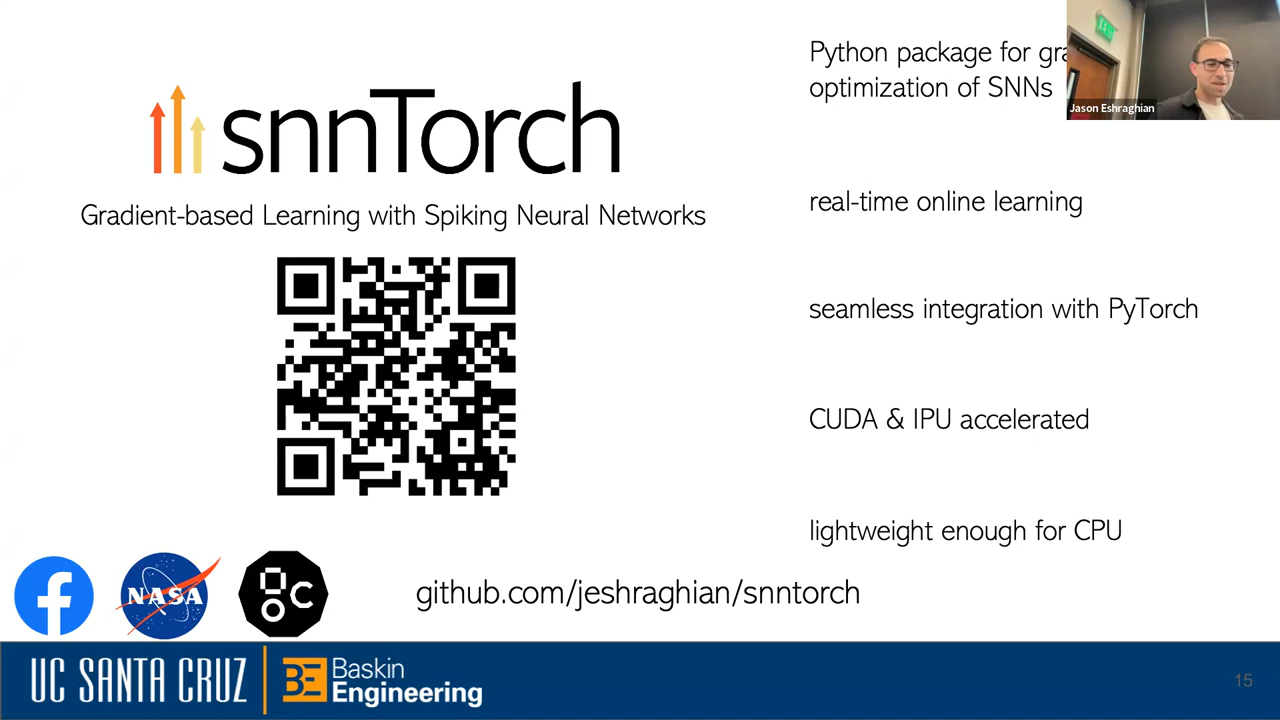 snnTorch
Gradient-based Learning with Spiking Neural Networks
Python package for
optimization of SNNs
real-time online learning
seamless integration with PyTorch
CUDA & IPU accelerated
lightweight enough for CPU
EXIT
Jason Eshraghian
NASA
github.com/jeshraghian/snntorch
UC SANTA CRUZ
BE
Baskin
Engineering
15